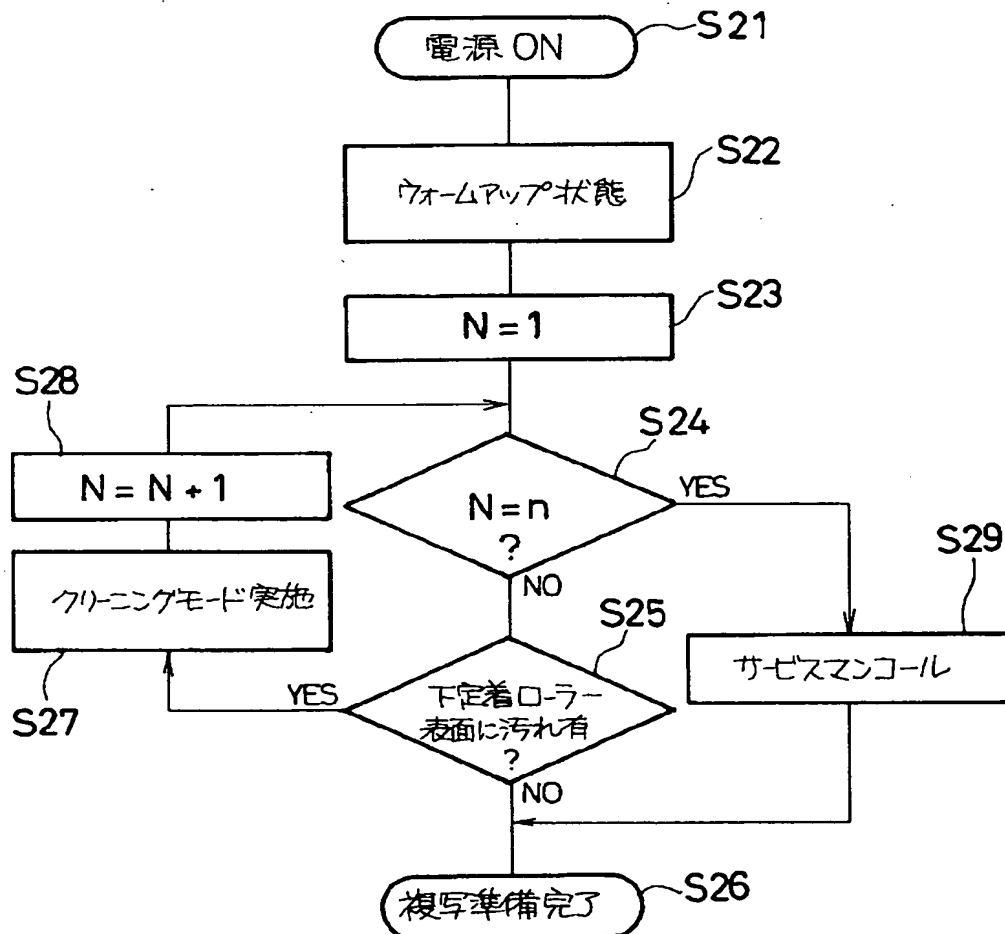 電源 ON
S21
ウォームアップ状態
S22
N = 1
S23
S28
N = N + 1
S24
N = n
?
YES
NO
S29
サービスマンコール
クリーニングモード実施
S27
S25
下定着ローラー
表面に汚れ有
?
YES
NO
複写準備完了
S26